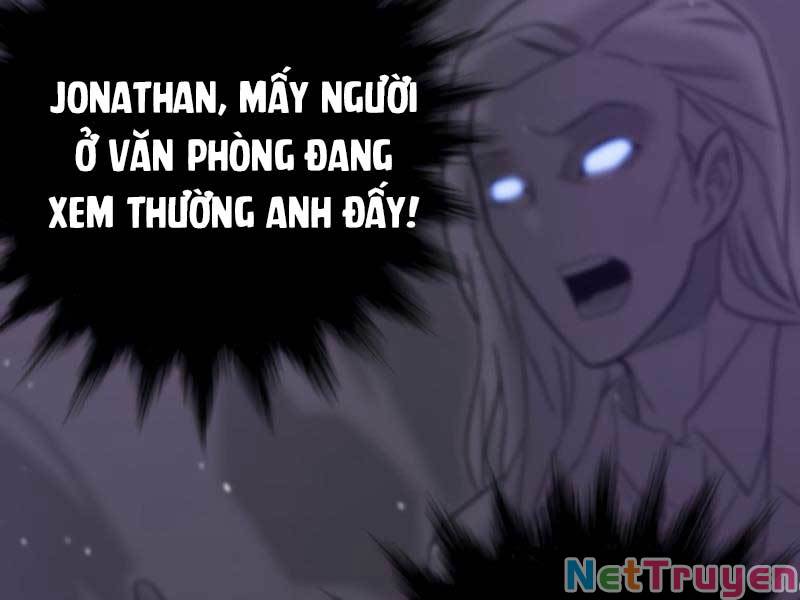 JONATHAN, MẤY NGƯỜI
Ở VĂN PHÒNG ĐANG
XEM THƯỜNG ANH ĐẤY!
NetTruyen